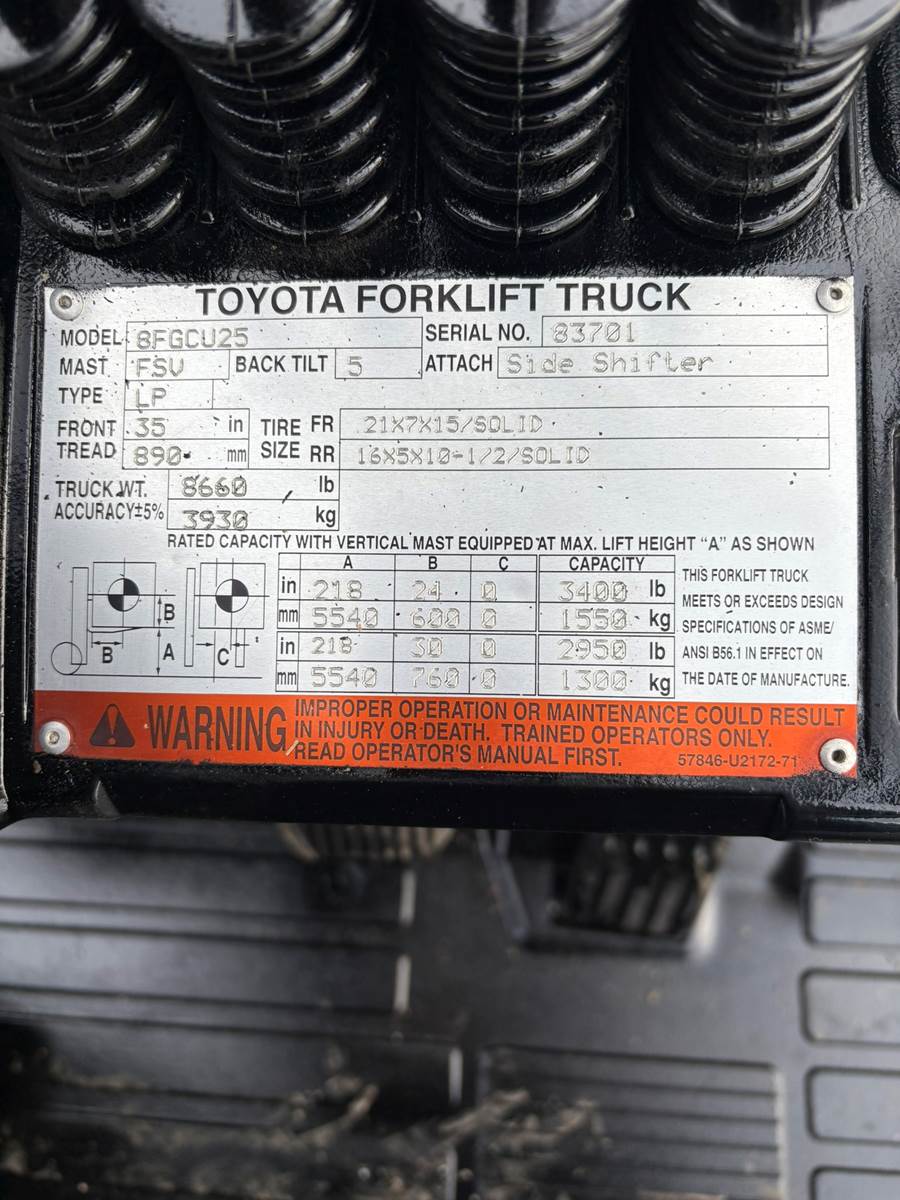 TOYOTA FORKLIFT TRUCK
MODEL 8FGCU25 SERIAL NO. 83701
MAST FSV BACK TILT 5 ATTACH Side Shifter
TYPE LP
FRONT TREAD 35 in 890 mm
TIRE SIZE FR 21X7X15/SOLID
RR 16X5X10-1/2/SOLID
TRUCK WT. 8660 lb
ACCURACY±5% 3930 kg
RATED CAPACITY WITH VERTICAL MAST EQUIPPED AT MAX. LIFT HEIGHT "A" AS SHOWN
A B C CAPACITY
in 218 24 0 3400 lb
mm 5540 600 0 1550 kg
in 218 30 0 2950 lb
mm 5540 760 0 1300 kg
B
B A C
THIS FORKLIFT TRUCK
MEETS OR EXCEEDS DESIGN
SPECIFICATIONS OF ASME/
ANSI B56.1 IN EFFECT ON
THE DATE OF MANUFACTURE.
WARNING
IMPROPER OPERATION OR MAINTENANCE COULD RESULT
IN INJURY OR DEATH. TRAINED OPERATORS ONLY.
READ OPERATOR'S MANUAL FIRST.
57846-U2172-71